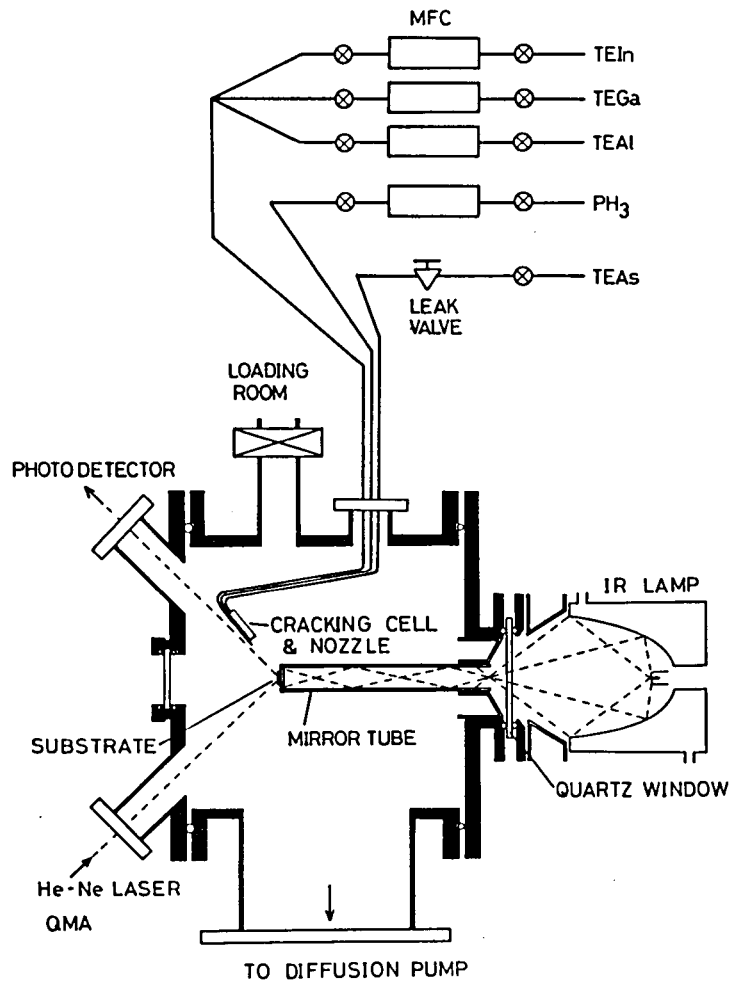 MFC
TEIn
TEGa
TEAl
PH3
TEAs
LEAK
VALVE
LOADING
ROOM
PHOTO DETECTOR
IR LAMP
CRACKING CELL
& NOZZLE
SUBSTRATE
MIRROR TUBE
QUARTZ WINDOW
He-Ne LASER
QMA
TO DIFFUSION PUMP